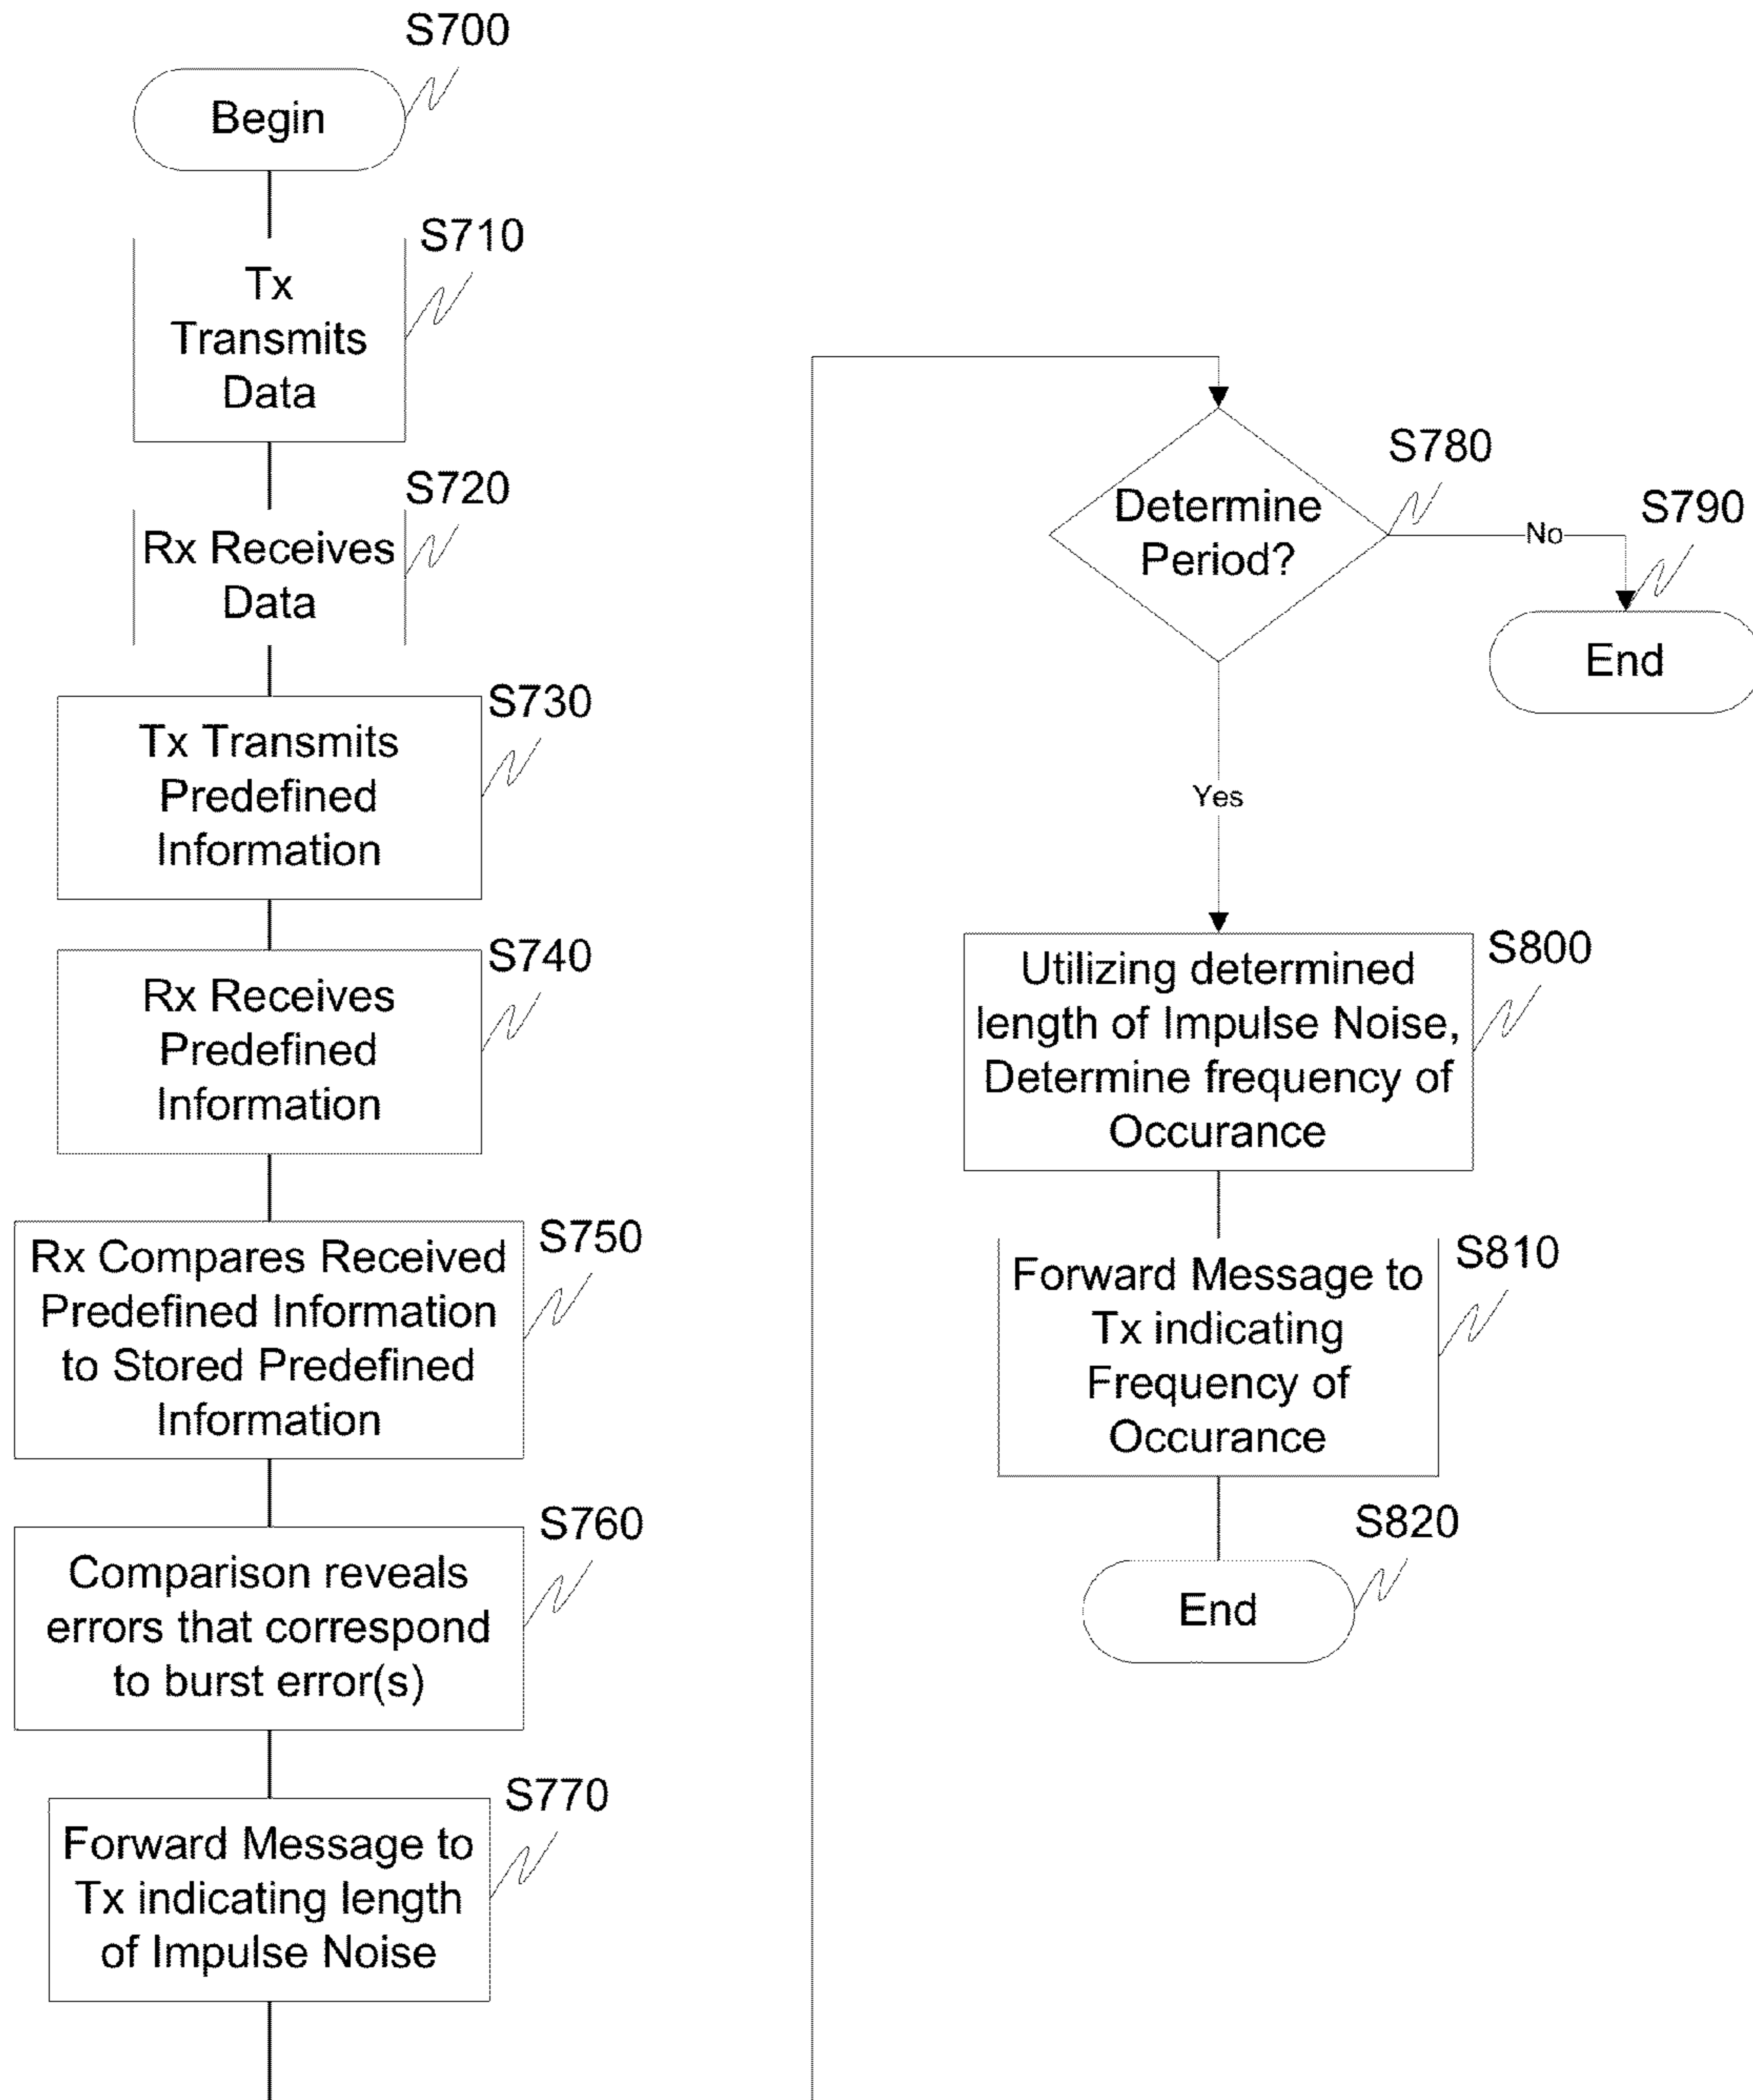 S700
Begin
S710
Tx
Transmits
Data
S720
Rx Receives
Data
S730
Tx Transmits
Predefined
Information
S740
Rx Receives
Predefined
Information
S750
Rx Compares Received
Predefined Information
to Stored Predefined
Information
S760
Comparison reveals
errors that correspond
to burst error(s)
S770
Forward Message to
Tx indicating length
of Impulse Noise
S780
Determine
Period?
No
S790
End
Yes
S800
Utilizing determined
length of Impulse Noise,
Determine frequency of
Occurance
S810
Forward Message to
Tx indicating
Frequency of
Occurance
S820
End